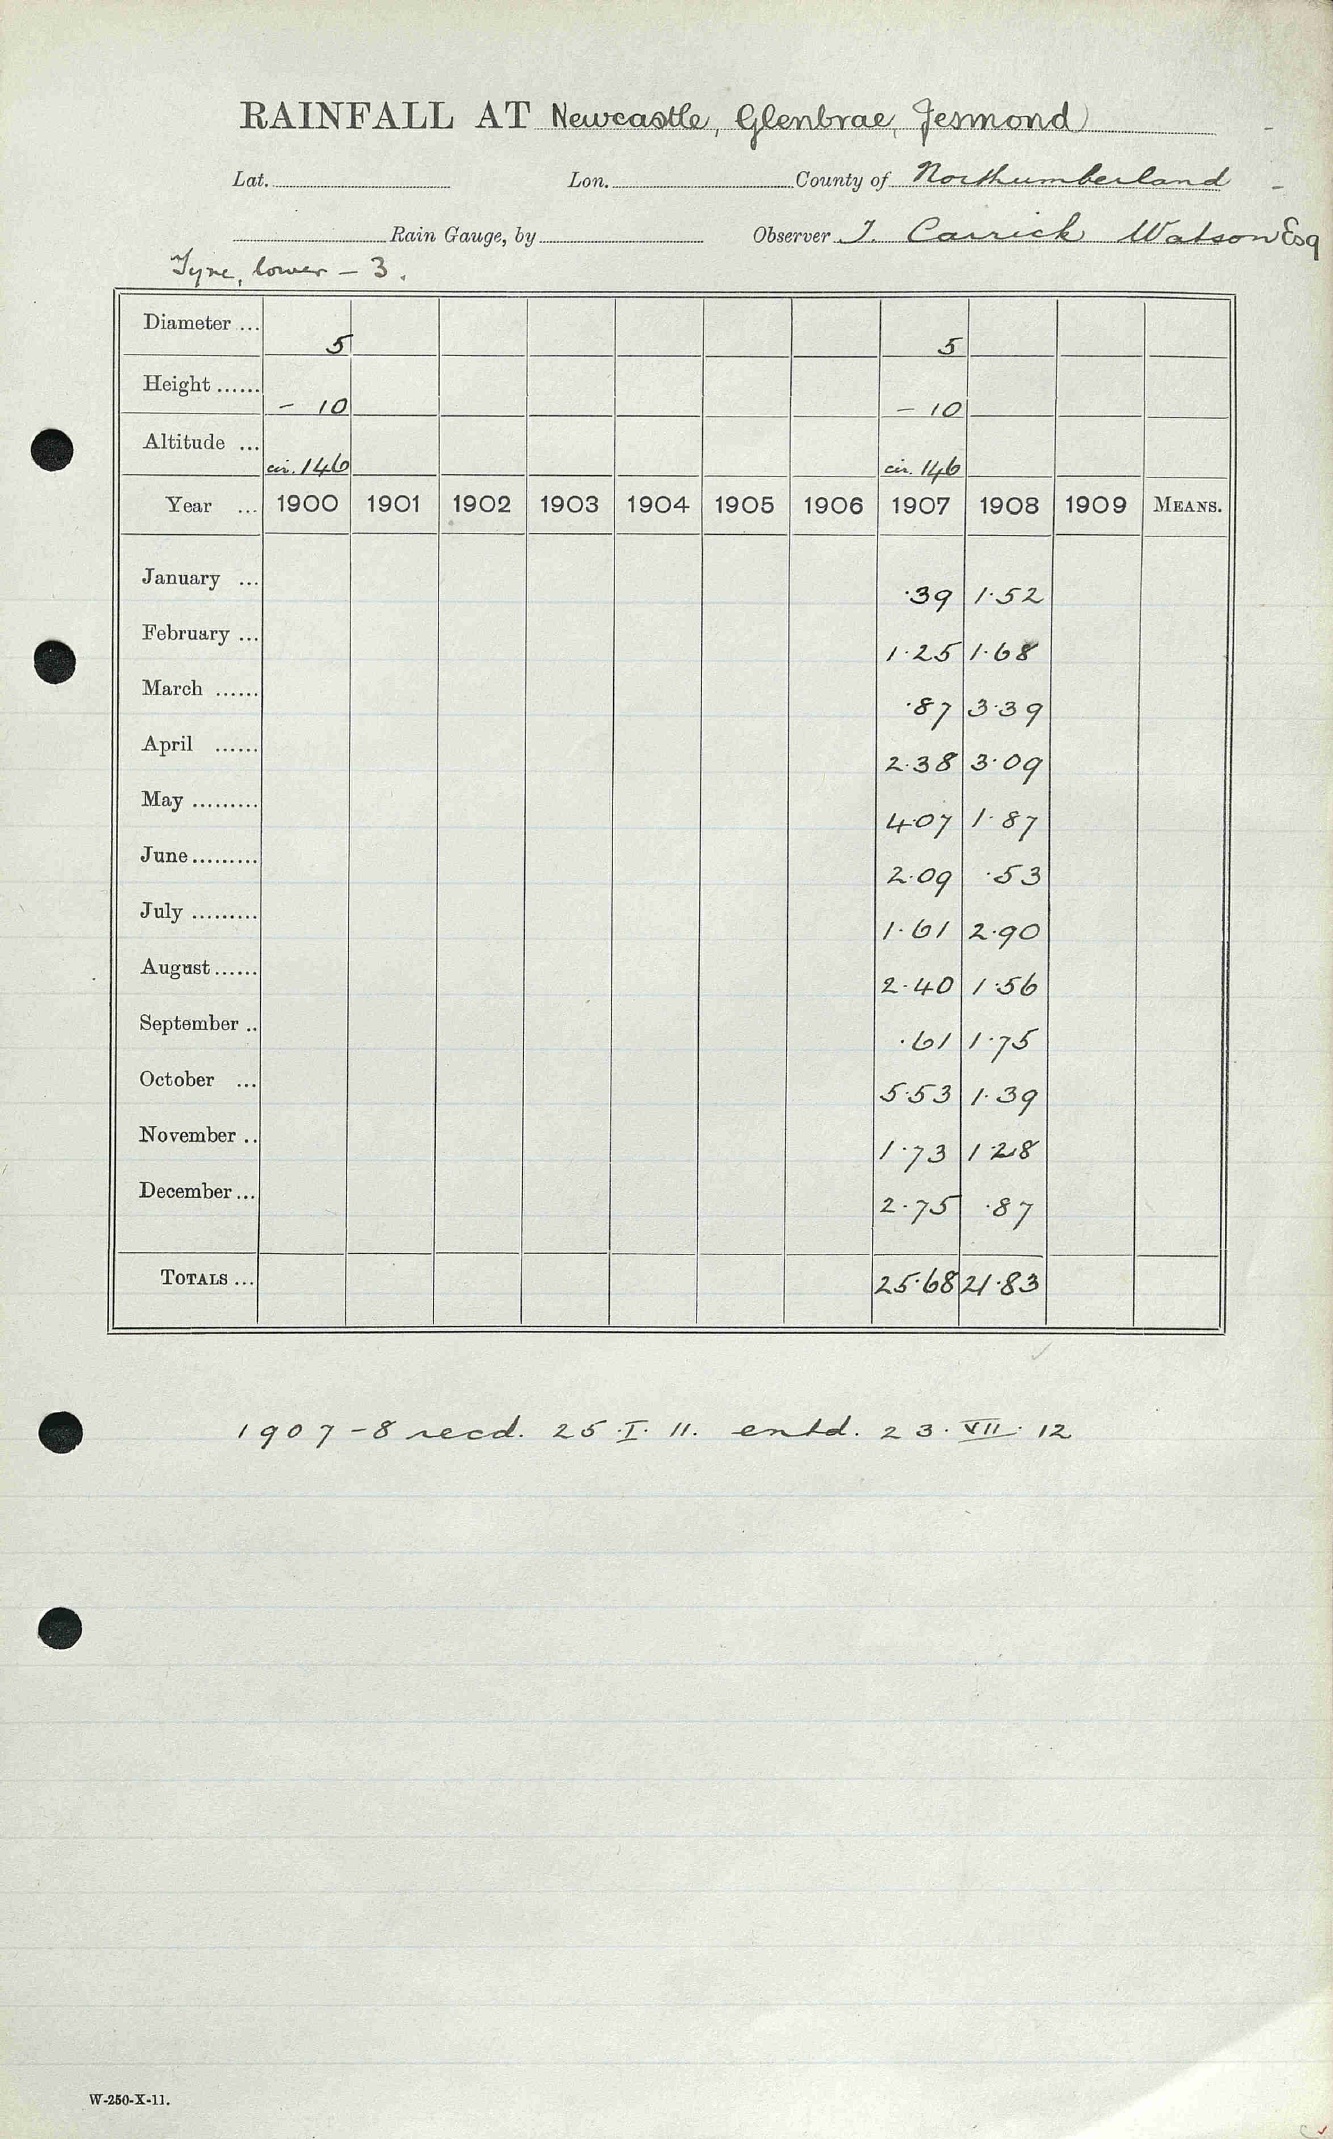 RAINFALL AT Newcastle, Glenbrae, Jesmond
Lat. Lon. County of Northumberland
Rain Gauge, by Observer J. Carrick Watson Esq
Tyne, lower – 3.
Diameter ... 5 5
Height ...... – 10 – 10
Altitude ... cir. 146 cir. 146
Year ... 1900 1901 1902 1903 1904 1905 1906 1907 1908 1909 MEANS.
January ... ·39 1·52
February ... 1·25 1·68
March ...... ·87 3·39
April ...... 2·38 3·09
May ......... 4·07 1·87
June ......... 2·09 ·53
July ......... 1·61 2·90
August ...... 2·40 1·56
September .. ·61 1·75
October ... 5·53 1·39
November .. 1·73 1·28
December ... 2·75 ·87
TOTALS ... 25·68 21·83
1907–8 recd. 25·I·11. entd. 23·VII·12
W-250-X-11.